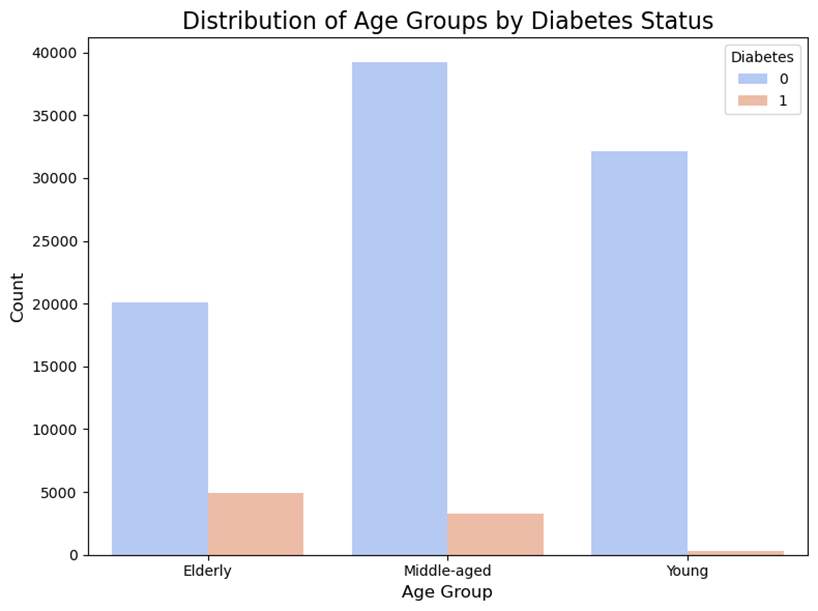 Distribution of Age Groups by Diabetes Status
40000
35000
30000
25000
20000
15000
10000
5000
0
Count
Diabetes
0
1
Elderly Middle-aged Young
Age Group